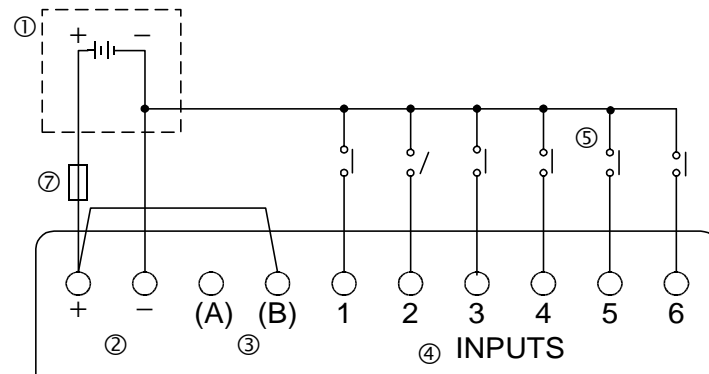 ①
+ −
⑤
⑦
+ − (A) (B) 1 2 3 4 5 6
② ③ ④ INPUTS